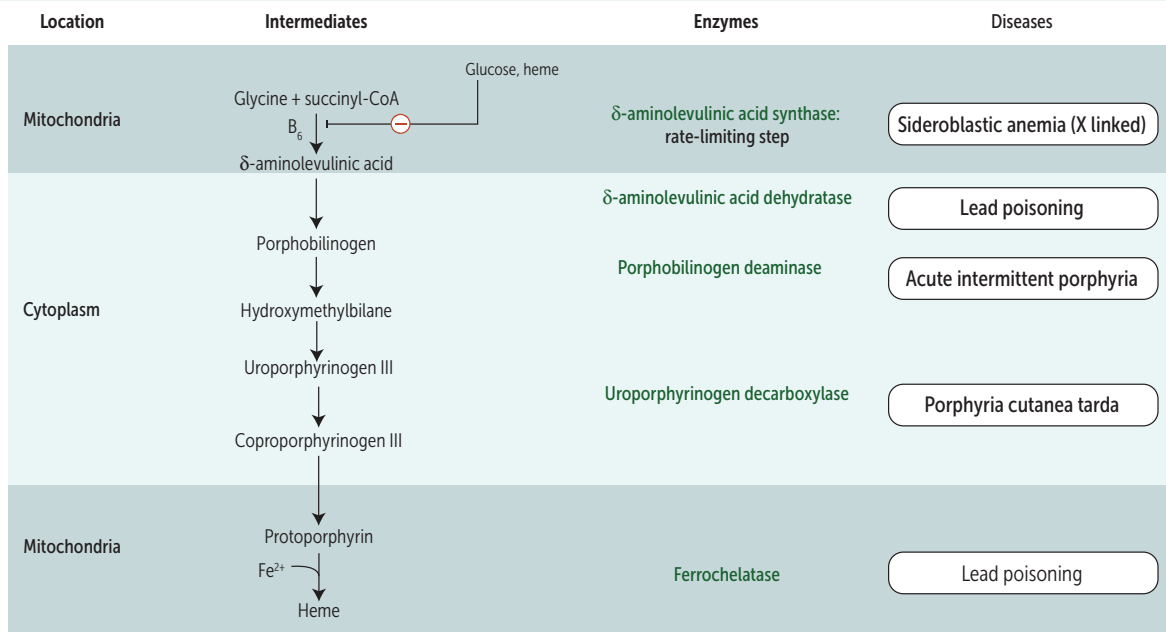 Location Intermediates Enzymes Diseases
Glucose, heme
Mitochondria
Glycine + succinyl-CoA
B₆
−
δ-aminolevulinic acid
δ-aminolevulinic acid synthase:
rate-limiting step
Sideroblastic anemia (X linked)
Cytoplasm
δ-aminolevulinic acid dehydratase
Lead poisoning
Porphobilinogen
Porphobilinogen deaminase
Acute intermittent porphyria
Hydroxymethylbilane
Uroporphyrinogen III
Uroporphyrinogen decarboxylase
Porphyria cutanea tarda
Coproporphyrinogen III
Mitochondria
Protoporphyrin
Fe²⁺
Ferrochelatase
Lead poisoning
Heme